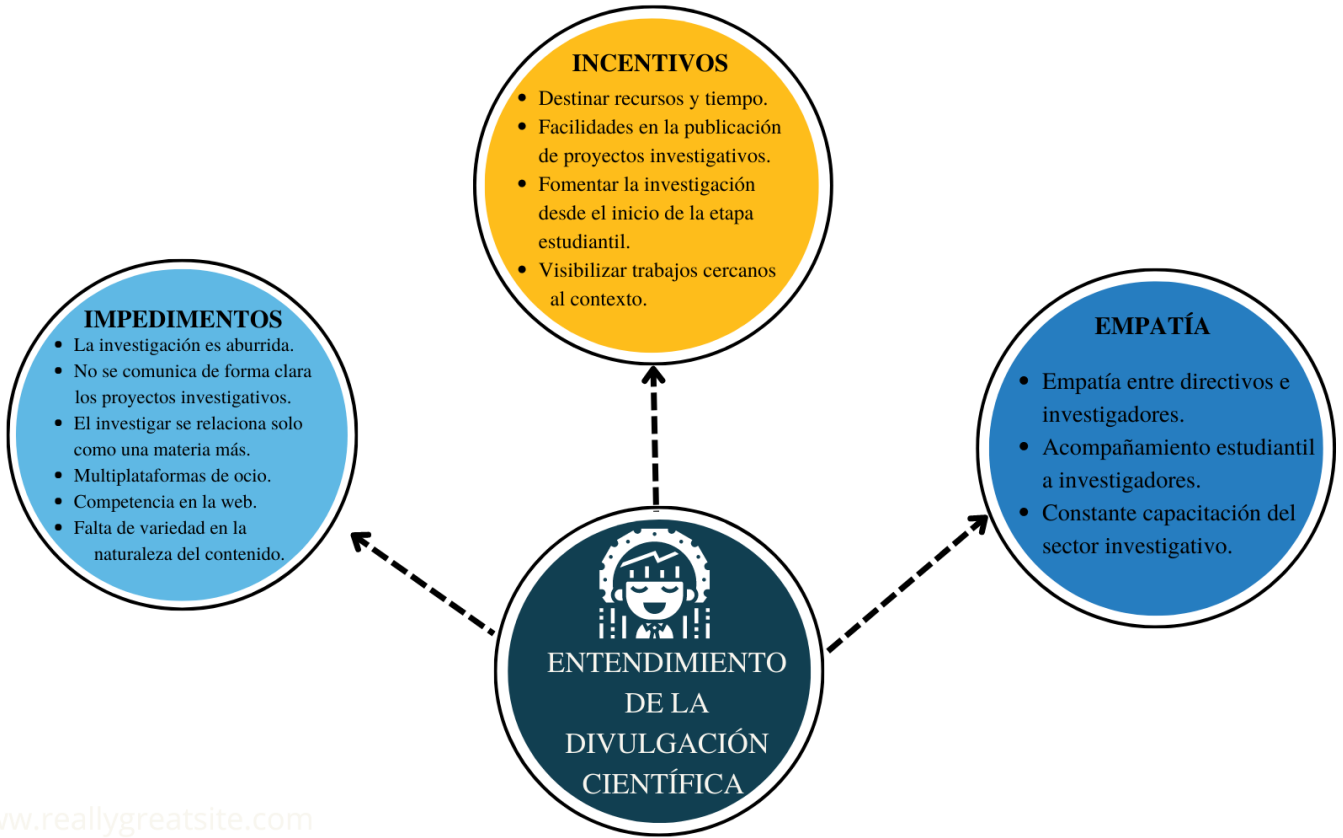 INCENTIVOS
• Destinar recursos y tiempo.
• Facilidades en la publicación
de proyectos investigativos.
• Fomentar la investigación
desde el inicio de la etapa
estudiantil.
• Visibilizar trabajos cercanos
al contexto.
IMPEDIMENTOS
• La investigación es aburrida.
• No se comunica de forma clara
los proyectos investigativos.
• El investigar se relaciona solo
como una materia más.
• Multiplataformas de ocio.
• Competencia en la web.
• Falta de variedad en la
naturaleza del contenido.
EMPATÍA
• Empatía entre directivos e
investigadores.
• Acompañamiento estudiantil
a investigadores.
• Constante capacitación del
sector investigativo.
ENTENDIMIENTO
DE LA
DIVULGACIÓN
CIENTÍFICA
w.reallygreatsite.com